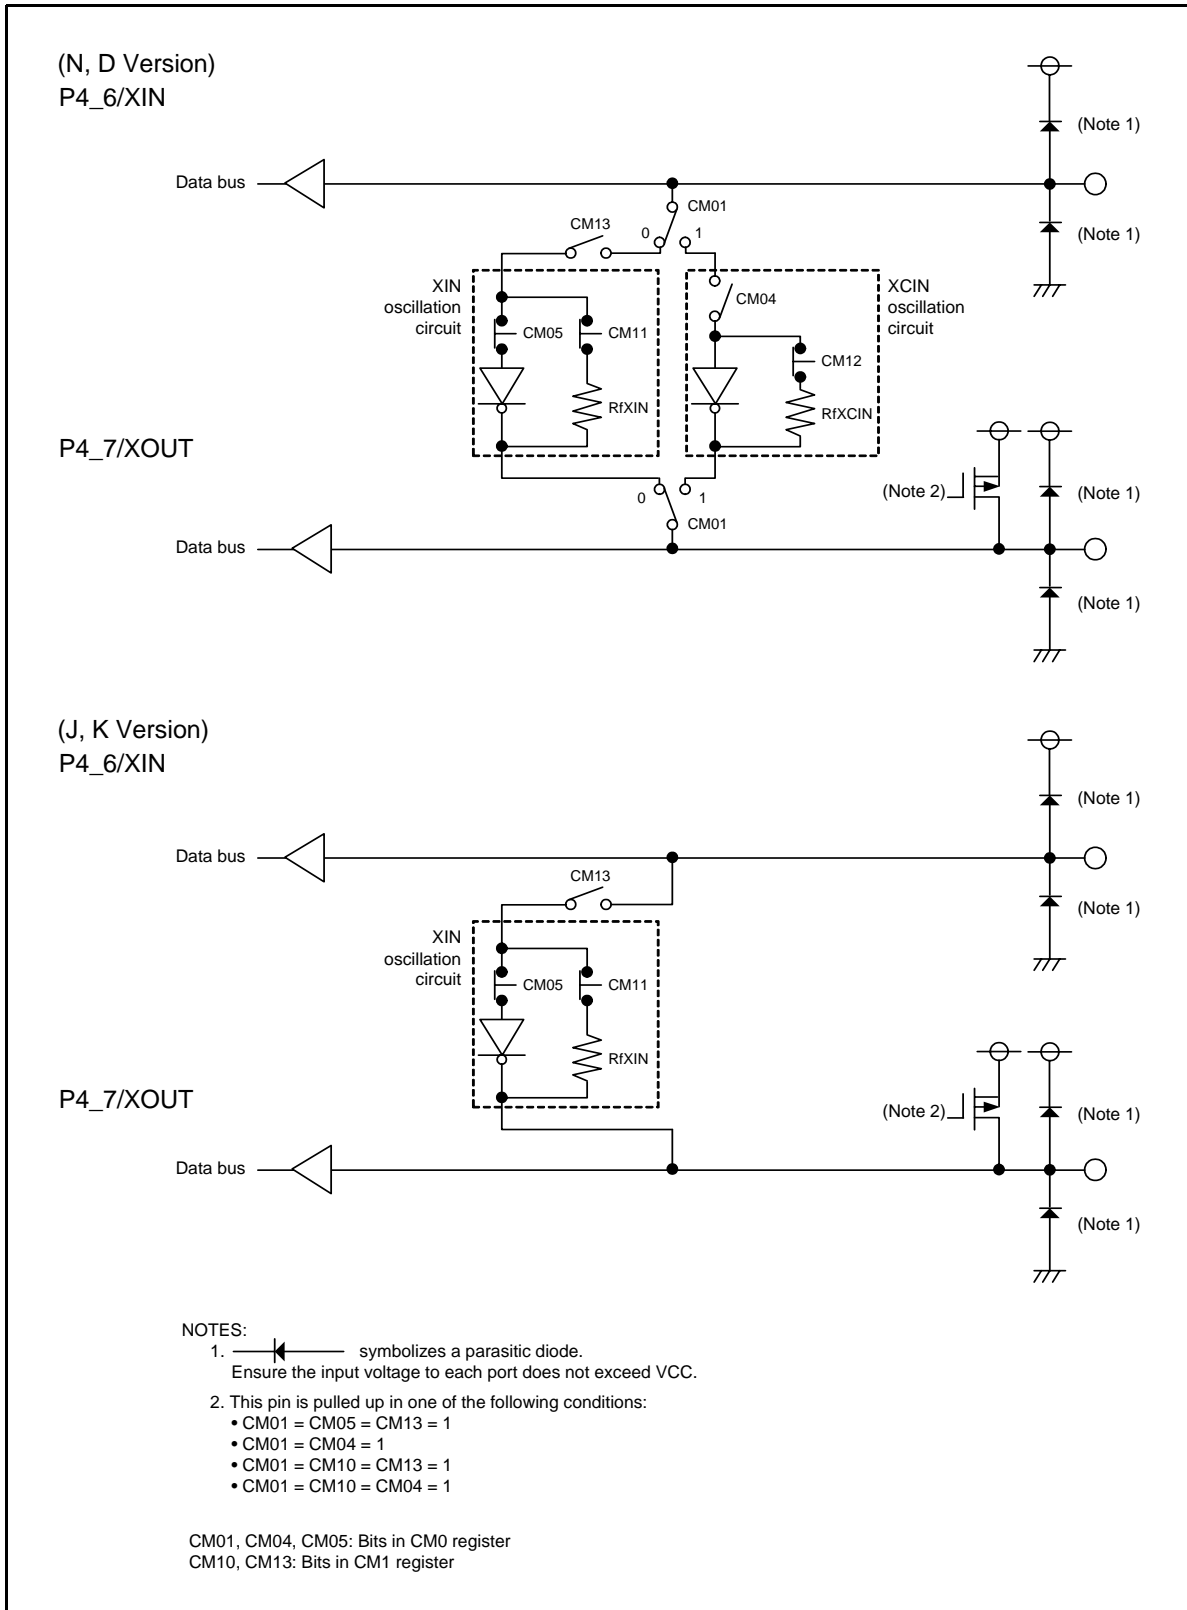 (N, D Version)
P4_6/XIN
(Note 1)
Data bus
(Note 1)
CM01
CM13
0
1
XIN
oscillation
circuit
CM05
CM11
RfXIN
CM04
CM12
RfXCIN
XCIN
oscillation
circuit
P4_7/XOUT
0
1
CM01
(Note 2)
(Note 1)
Data bus
(Note 1)
(J, K Version)
P4_6/XIN
(Note 1)
Data bus
(Note 1)
CM13
XIN
oscillation
circuit
CM05
CM11
RfXIN
P4_7/XOUT
(Note 2)
(Note 1)
Data bus
(Note 1)
NOTES:
1. symbolizes a parasitic diode.
Ensure the input voltage to each port does not exceed VCC.
2. This pin is pulled up in one of the following conditions:
• CM01 = CM05 = CM13 = 1
• CM01 = CM04 = 1
• CM01 = CM10 = CM13 = 1
• CM01 = CM10 = CM04 = 1
CM01, CM04, CM05: Bits in CM0 register
CM10, CM13: Bits in CM1 register